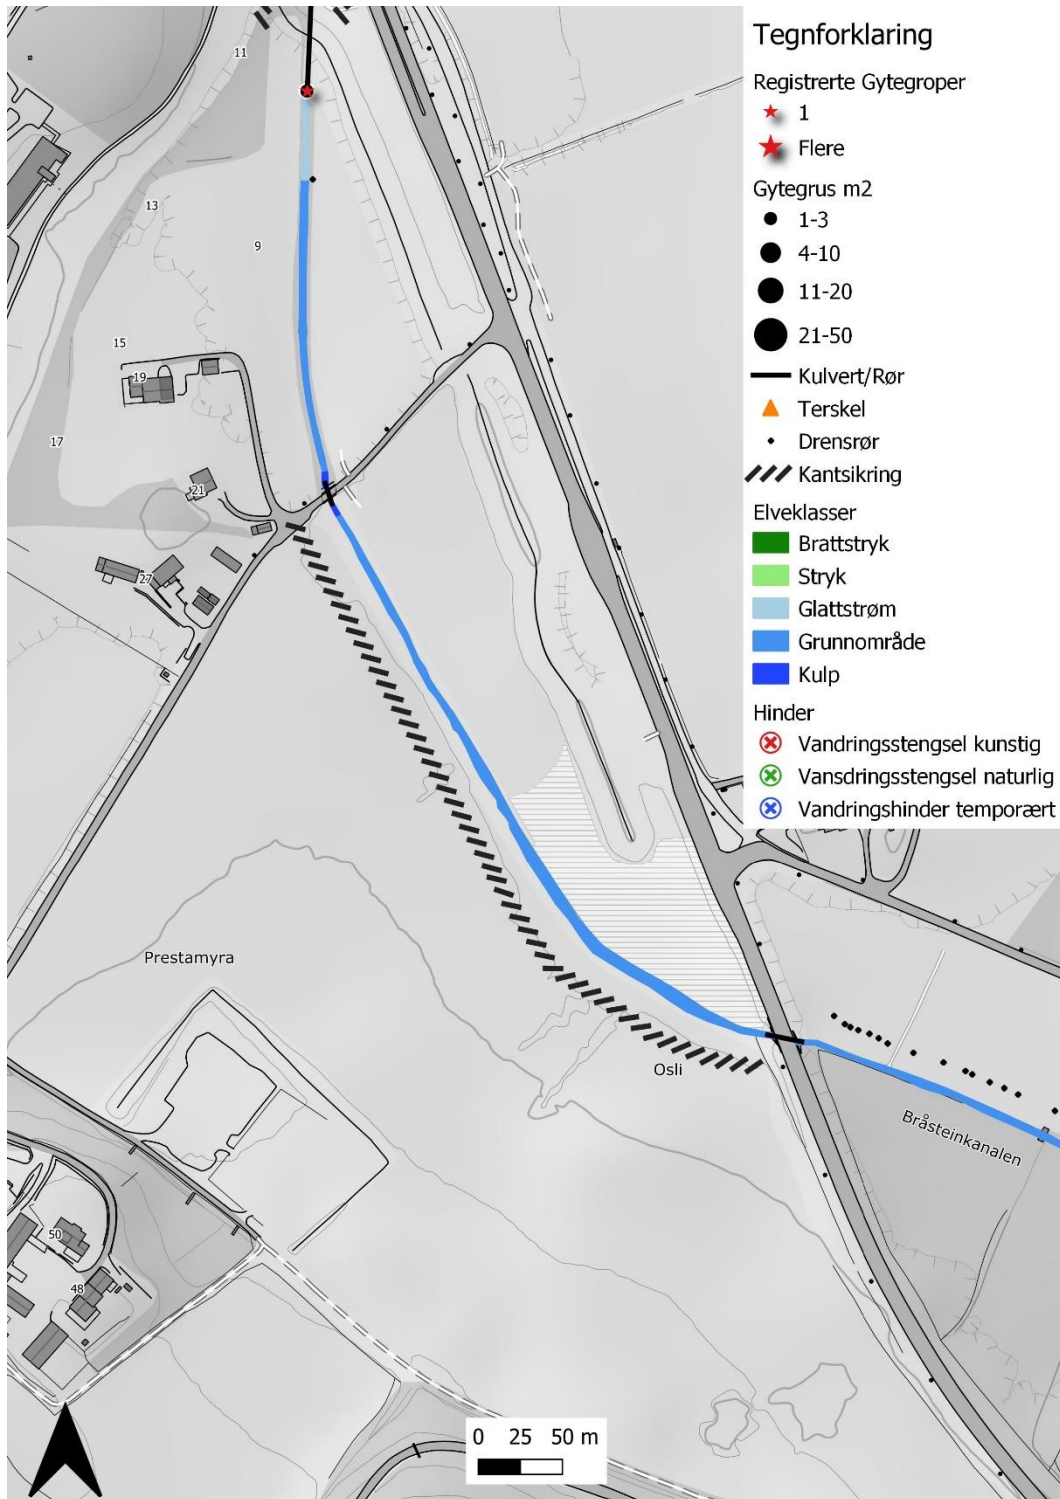 Tegnforklaring
Registrerte Gytegroper
1
Flere
Gytegrus m2
1-3
4-10
11-20
21-50
Kulvert/Rør
Terskel
Drensrør
Kantsikring
Elveklasser
Brattstryk
Stryk
Glattstrøm
Grunnområde
Kulp
Hinder
Vandringsstengsel kunstig
Vansdringsstengsel naturlig
Vandringshinder temporært
11
13
9
15
19
17
21
27
Prestamyra
Osli
Bråsteinkanalen
50
48
0 25 50 m